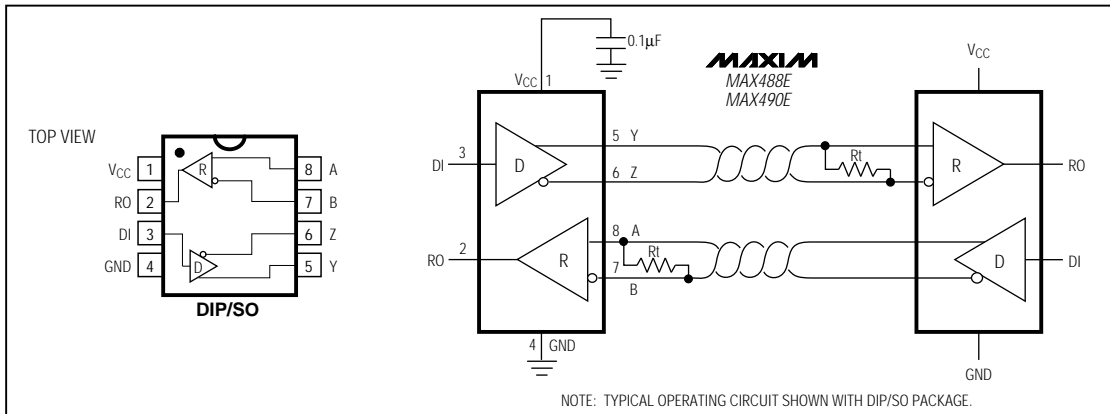 TOP VIEW
VCC 1
RO 2
DI 3
GND 4
8 A
7 B
6 Z
5 Y
R
D
DIP/SO
0.1µF
VCC 1
MAXIM
MAX488E
MAX490E
VCC
DI 3
D
5 Y
6 Z
Rt
R
RO
RO 2
R
8 A
7
B
Rt
D
DI
4 GND
GND
NOTE: TYPICAL OPERATING CIRCUIT SHOWN WITH DIP/SO PACKAGE.